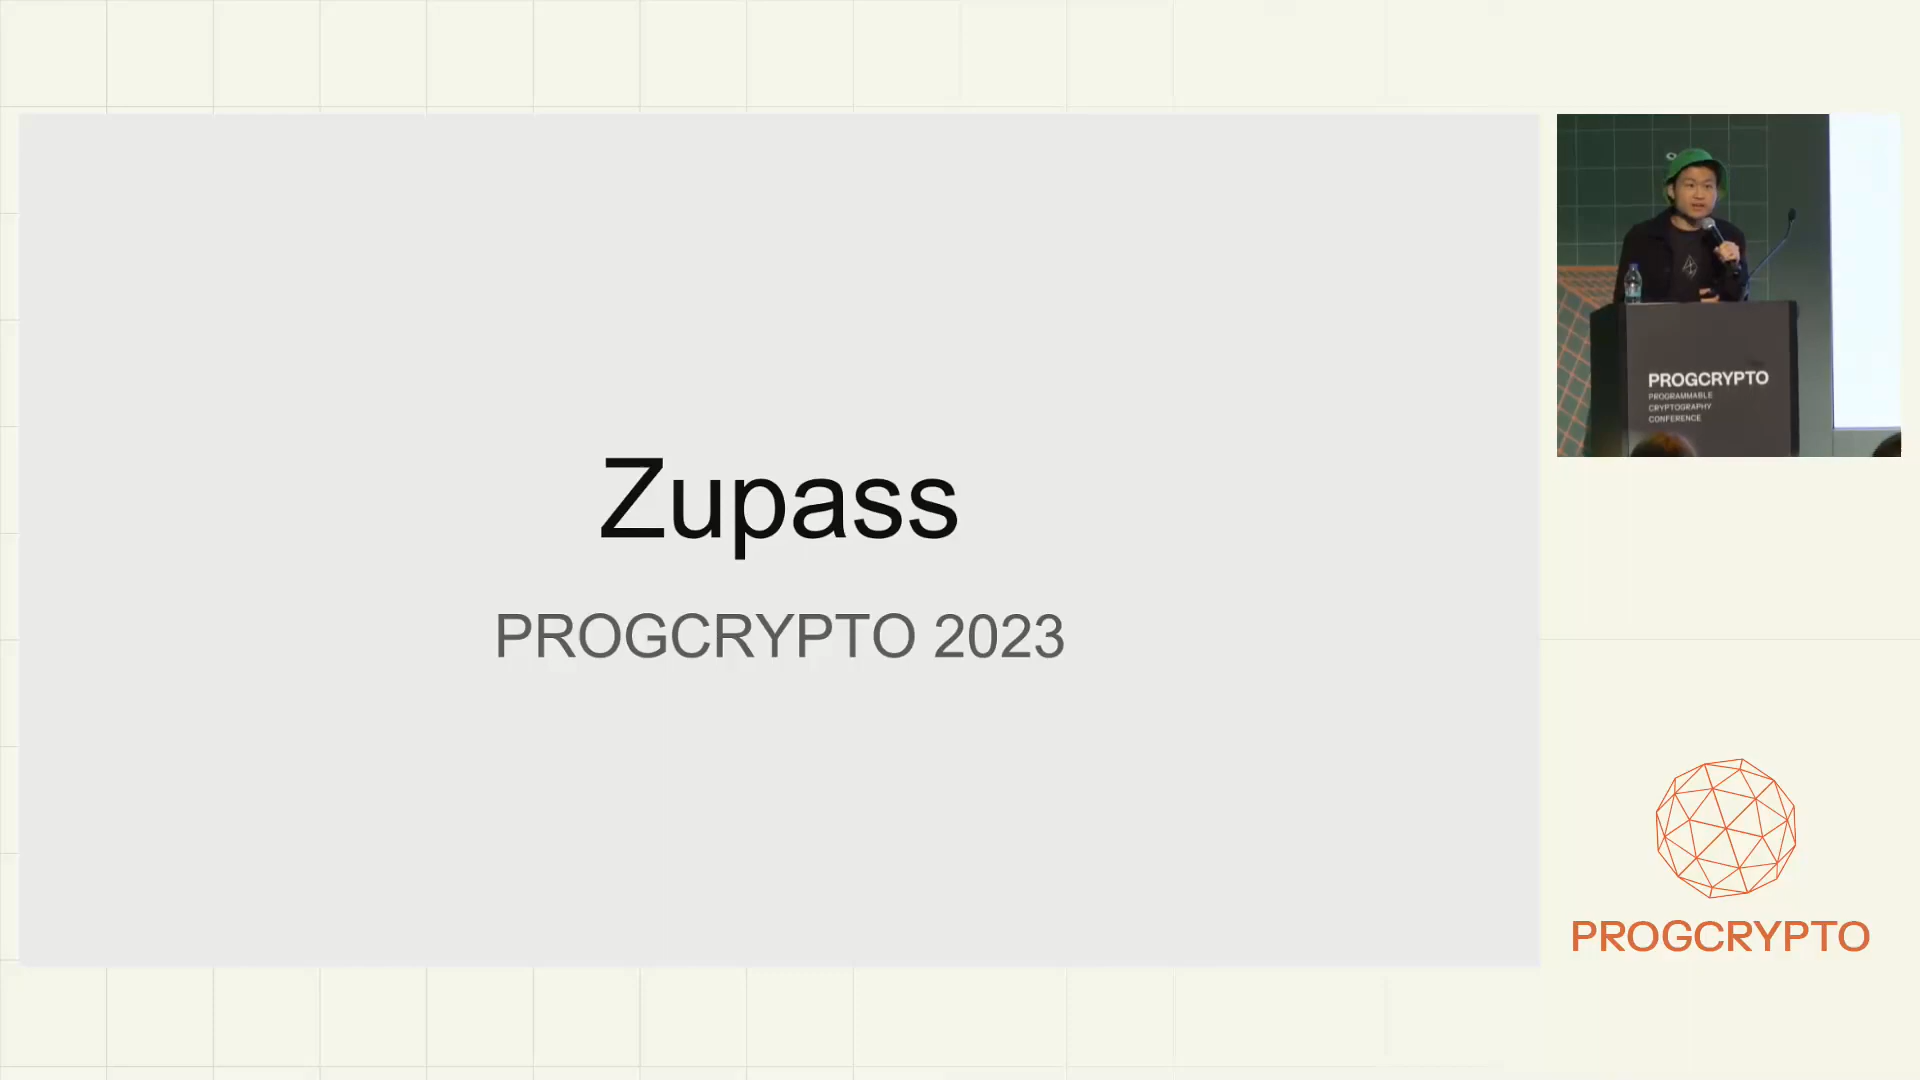 Zupass
PROGCRYPTO 2023
PROGCRYPTO
PROGRAMMABLE
CRYPTOGRAPHY
CONFERENCE
PROGCRYPTO